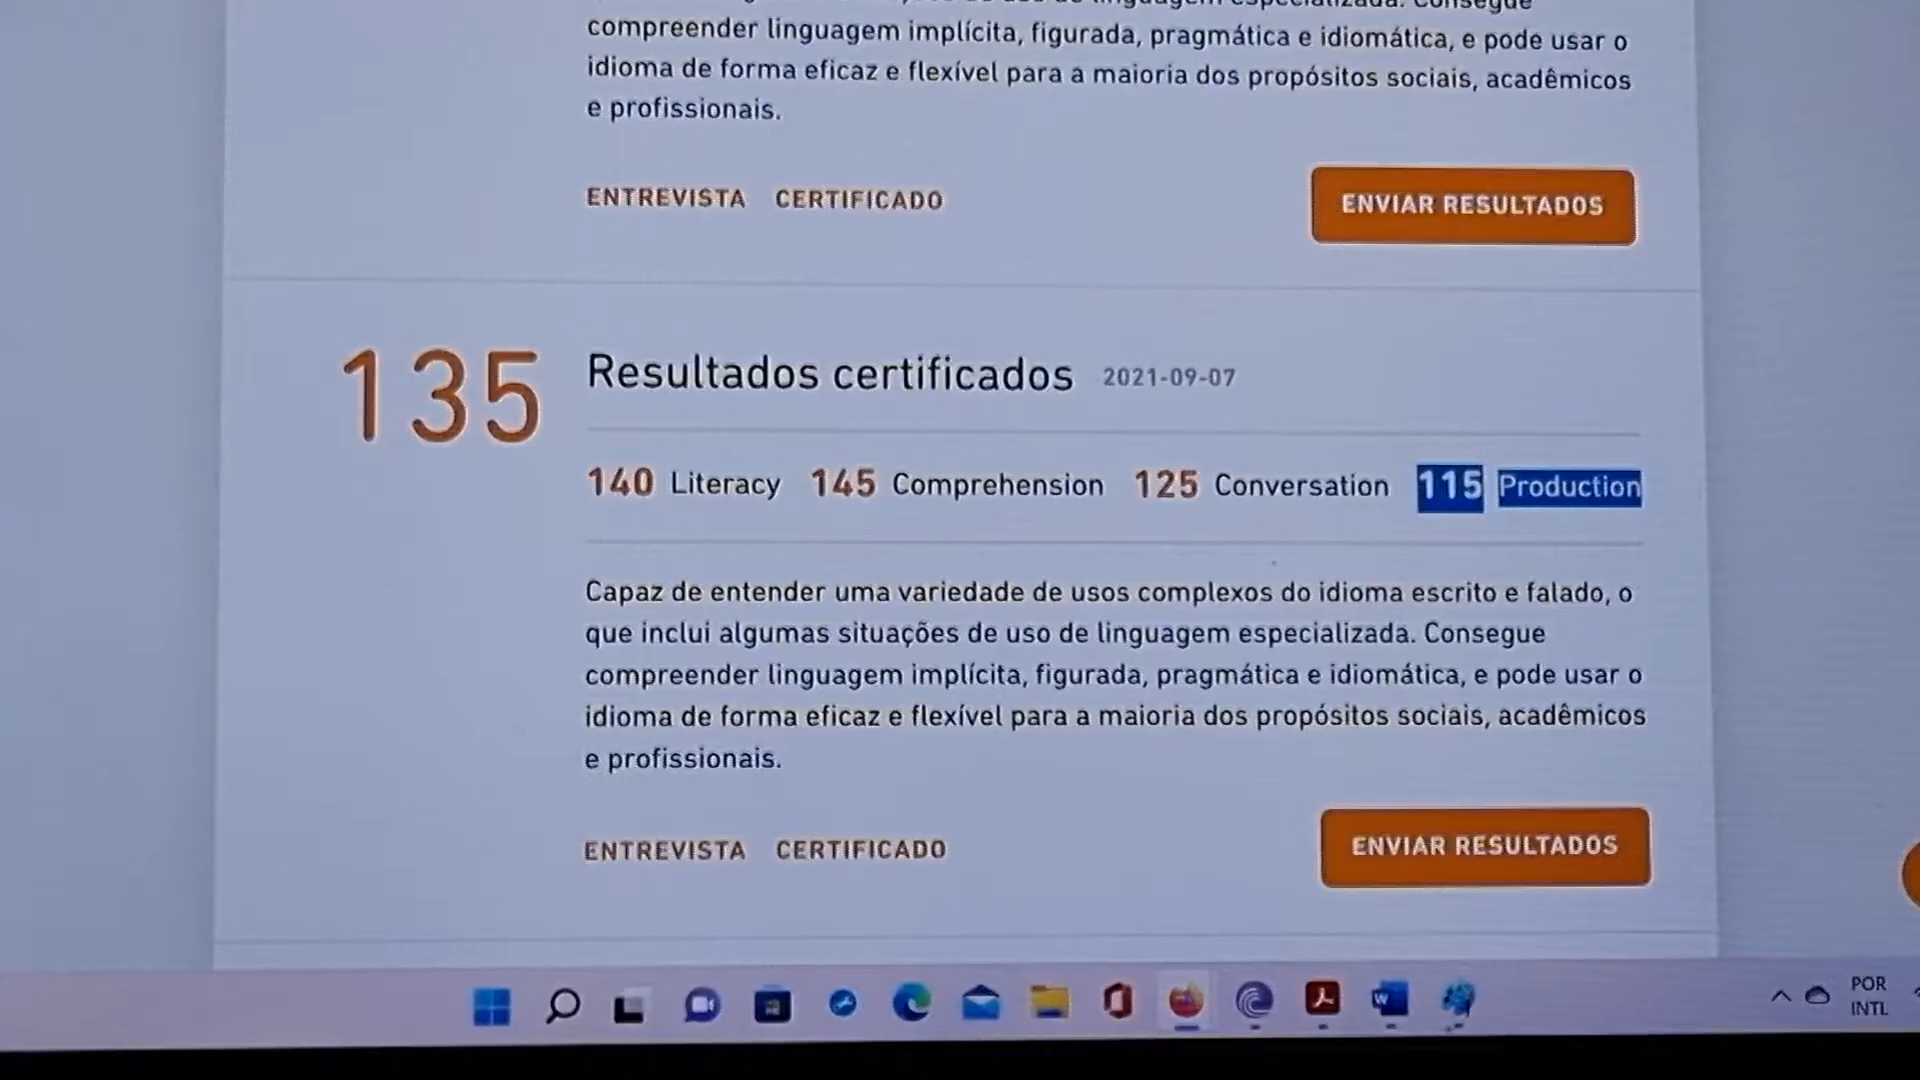 compreender linguagem implícita, figurada, pragmática e idiomática, e pode usar o
idioma de forma eficaz e flexível para a maioria dos propósitos sociais, acadêmicos
e profissionais.
ENTREVISTA CERTIFICADO
ENVIAR RESULTADOS
135
Resultados certificados 2021-09-07
140 Literacy 145 Comprehension 125 Conversation 115 Production
Capaz de entender uma variedade de usos complexos do idioma escrito e falado, o
que inclui algumas situações de uso de linguagem especializada. Consegue
compreender linguagem implícita, figurada, pragmática e idiomática, e pode usar o
idioma de forma eficaz e flexível para a maioria dos propósitos sociais, acadêmicos
e profissionais.
ENTREVISTA CERTIFICADO
ENVIAR RESULTADOS
POR
INTL